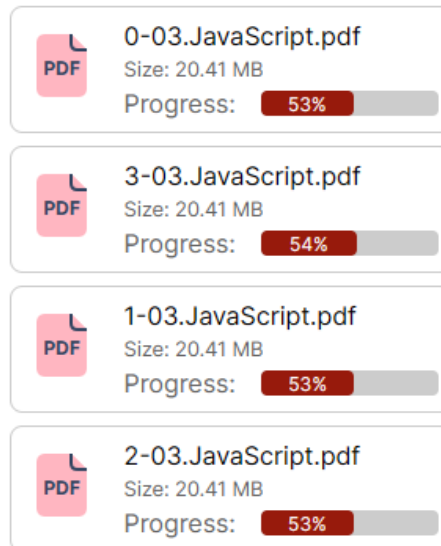 0-03.JavaScript.pdf
PDF
Size: 20.41 MB
Progress: 53%
3-03.JavaScript.pdf
PDF
Size: 20.41 MB
Progress: 54%
1-03.JavaScript.pdf
PDF
Size: 20.41 MB
Progress: 53%
2-03.JavaScript.pdf
PDF
Size: 20.41 MB
Progress: 53%